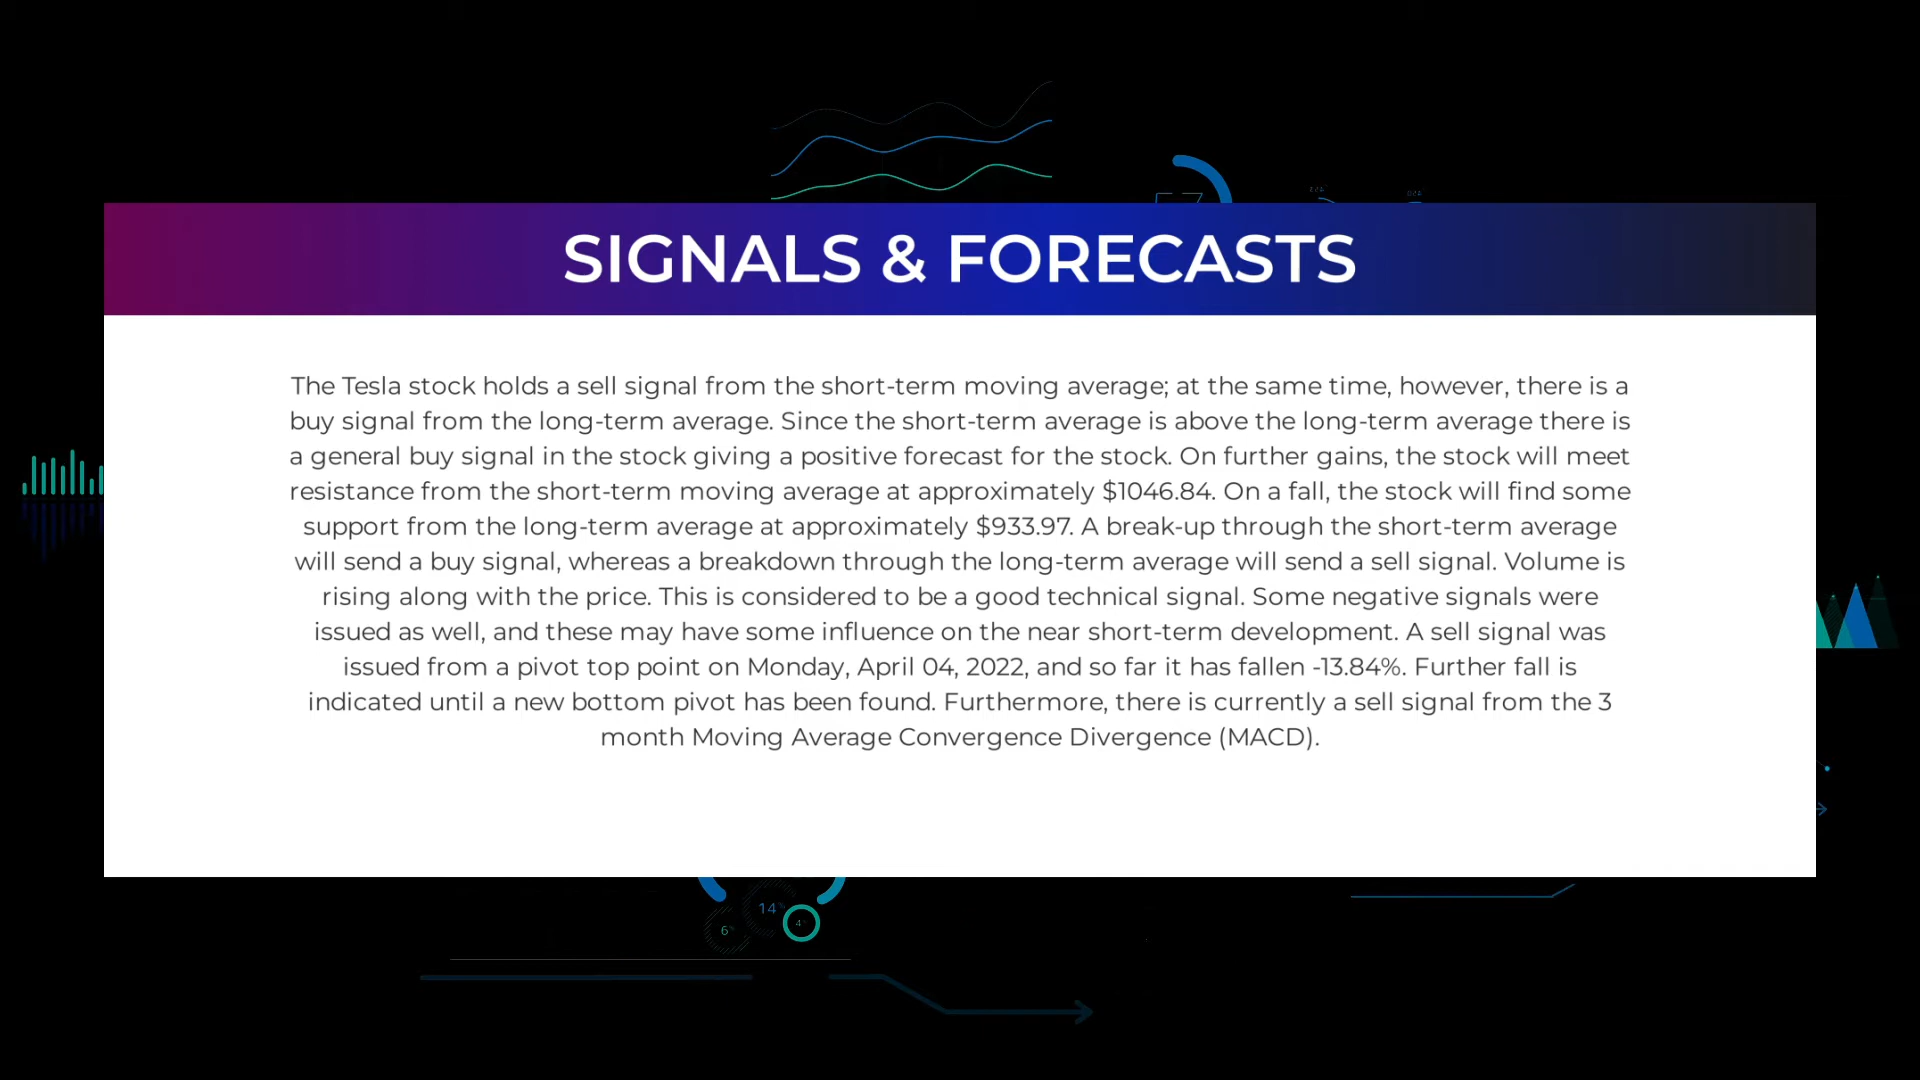 SIGNALS & FORECASTS
The Tesla stock holds a sell signal from the short-term moving average; at the same time, however, there is a
buy signal from the long-term average. Since the short-term average is above the long-term average there is
a general buy signal in the stock giving a positive forecast for the stock. On further gains, the stock will meet
resistance from the short-term moving average at approximately $1046.84. On a fall, the stock will find some
support from the long-term average at approximately $933.97. A break-up through the short-term average
will send a buy signal, whereas a breakdown through the long-term average will send a sell signal. Volume is
rising along with the price. This is considered to be a good technical signal. Some negative signals were
issued as well, and these may have some influence on the near short-term development. A sell signal was
issued from a pivot top point on Monday, April 04, 2022, and so far it has fallen -13.84%. Further fall is
indicated until a new bottom pivot has been found. Furthermore, there is currently a sell signal from the 3
month Moving Average Convergence Divergence (MACD).
14%
6%
4%